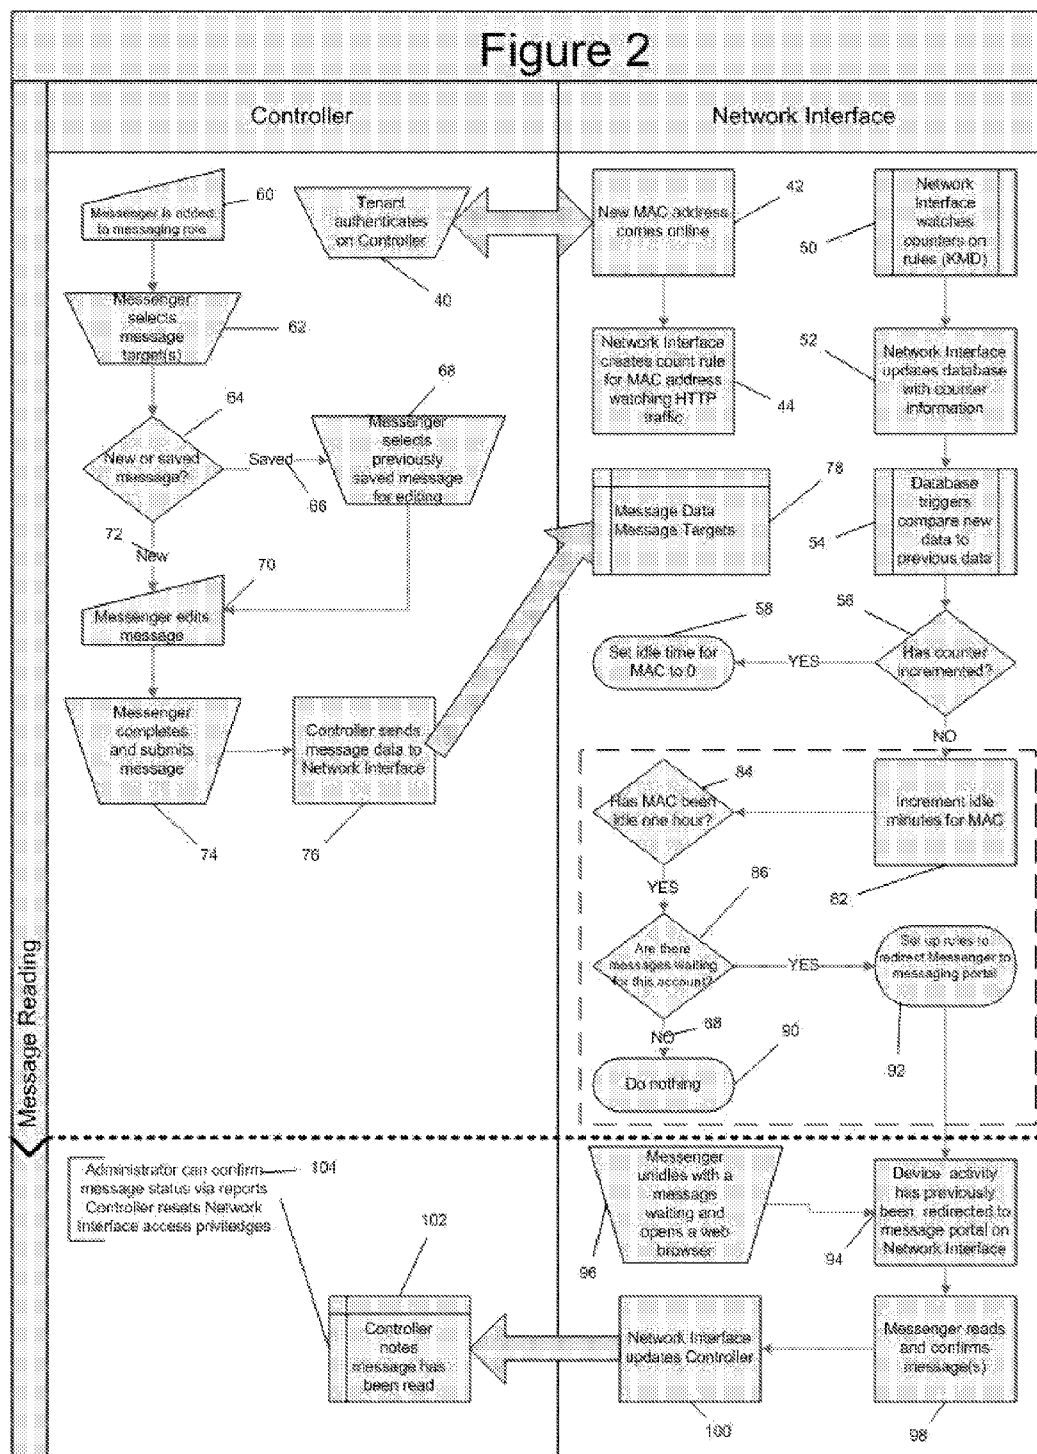 Figure 2
Controller
Network Interface
Message Reading
Messenger is added
to messaging role
60
Tenant
authenticates
on Controller
40
New MAC address
comes online
42
Network
Interface
watches
counters on
rules (KMD)
50
Messenger
selects
message
target(s)
62
Network Interface
creates count rule
for MAC address
watching HTTP
traffic
44
Network Interface
updates database
with counter
information
52
New or saved
message?
64
Saved
66
Messenger
selects
previously
saved message
for editing
68
72
New
Message Data
Message Targets
78
Database
triggers
compare new
data to
previous data
54
Messenger edits
message
70
Set idle time for
MAC to 0
58
YES
Has counter
incremented?
56
NO
Messenger
completes
and submits
message
74
Controller sends
message data to
Network Interface
76
Has MAC been
idle one hour?
84
Increment idle
minutes for MAC
82
YES
Are there
messages waiting
for this account?
86
YES
Set up rules to
redirect Messenger to
messaging portal
92
NO
88
Do nothing
90
Administrator can confirm
message status via reports
Controller resets Network
Interface access priviledges
104
Messenger
unidles with a
message
waiting and
opens a web
browser
96
Device activity
has previously
been, redirected to
message portal on
Network Interface
94
Controller
notes
message has
been read
102
Network Interface
updates Controller
100
Messenger reads
and confirms
message(s)
98